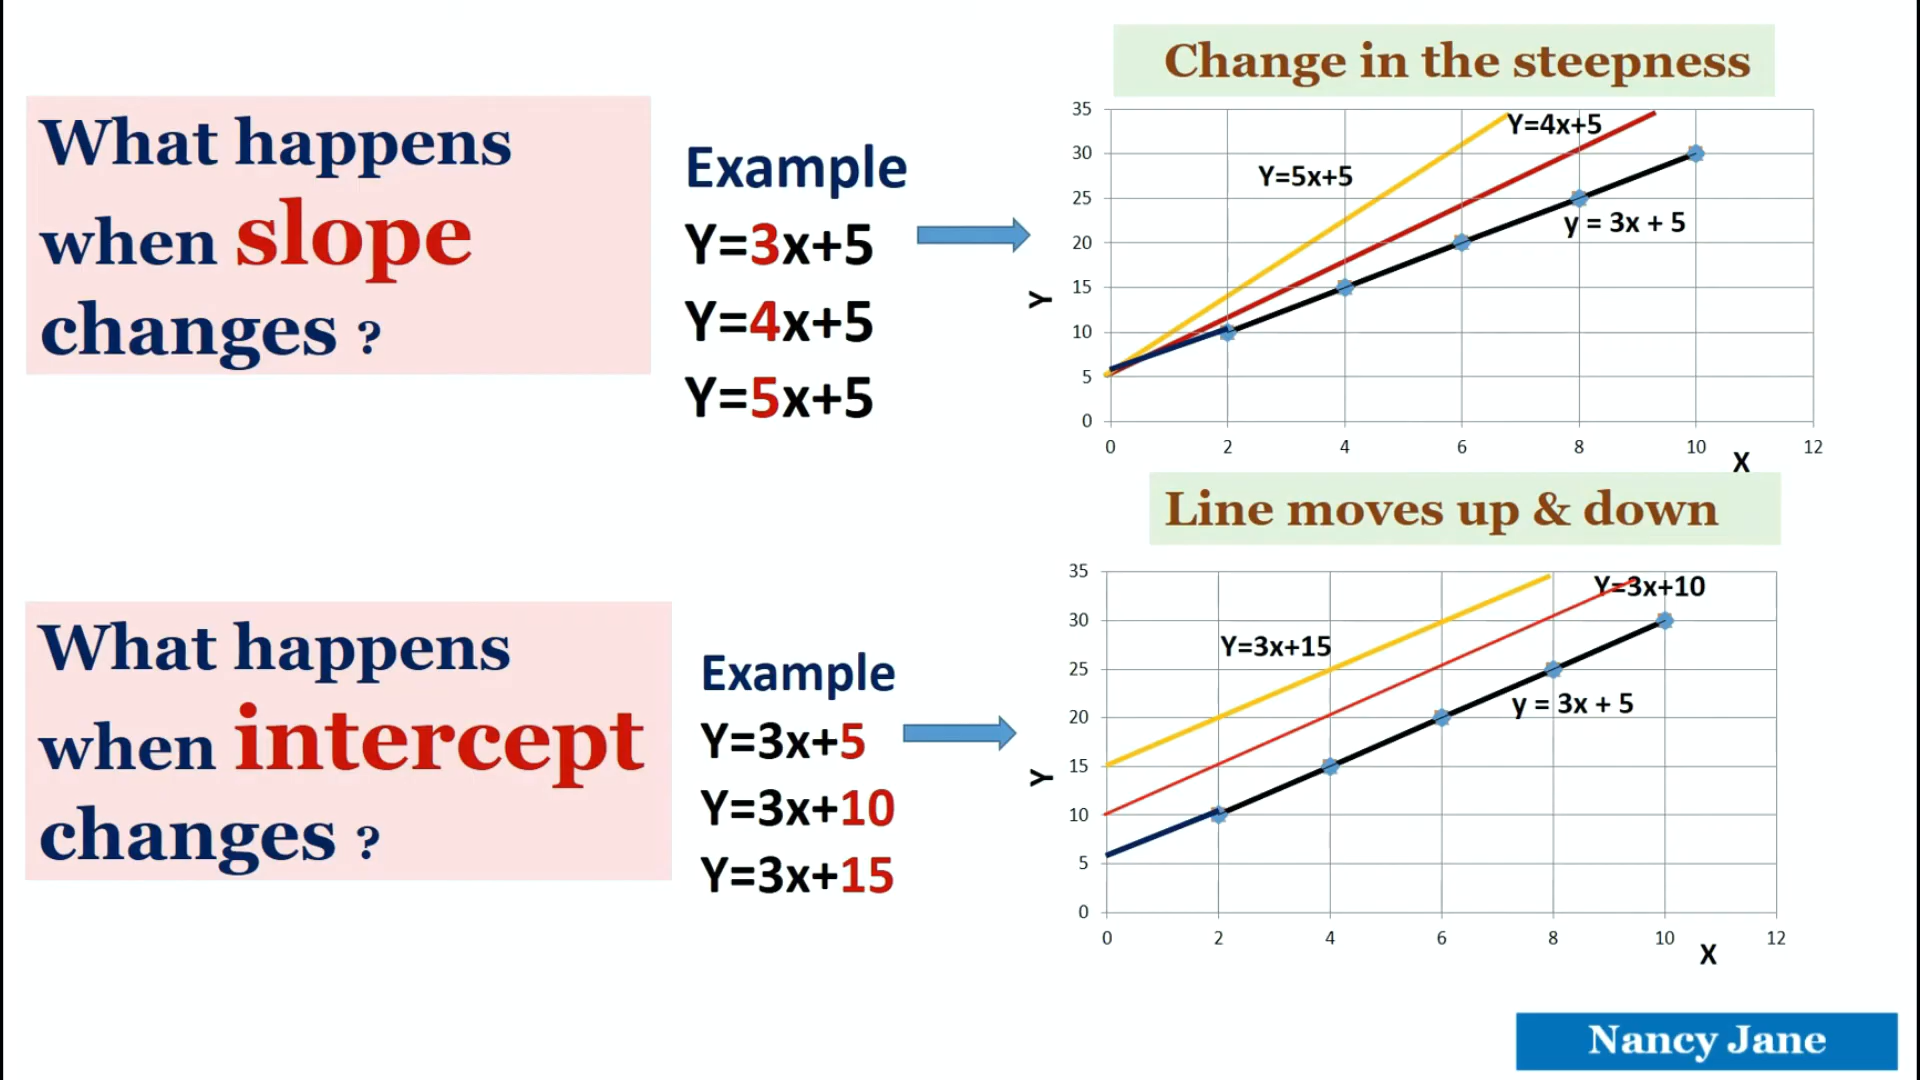 What happens
when slope
changes ?
Example
Y=3x+5
Y=4x+5
Y=5x+5
Change in the steepness
35
30
25
20
15
10
5
0
0 2 4 6 8 10 12
Y
X
Y=4x+5
Y=5x+5
y = 3x + 5
What happens
when intercept
changes ?
Example
Y=3x+5
Y=3x+10
Y=3x+15
Line moves up & down
35
30
25
20
15
10
5
0
0 2 4 6 8 10 12
Y
X
Y=3x+10
Y=3x+15
y = 3x + 5
Nancy Jane